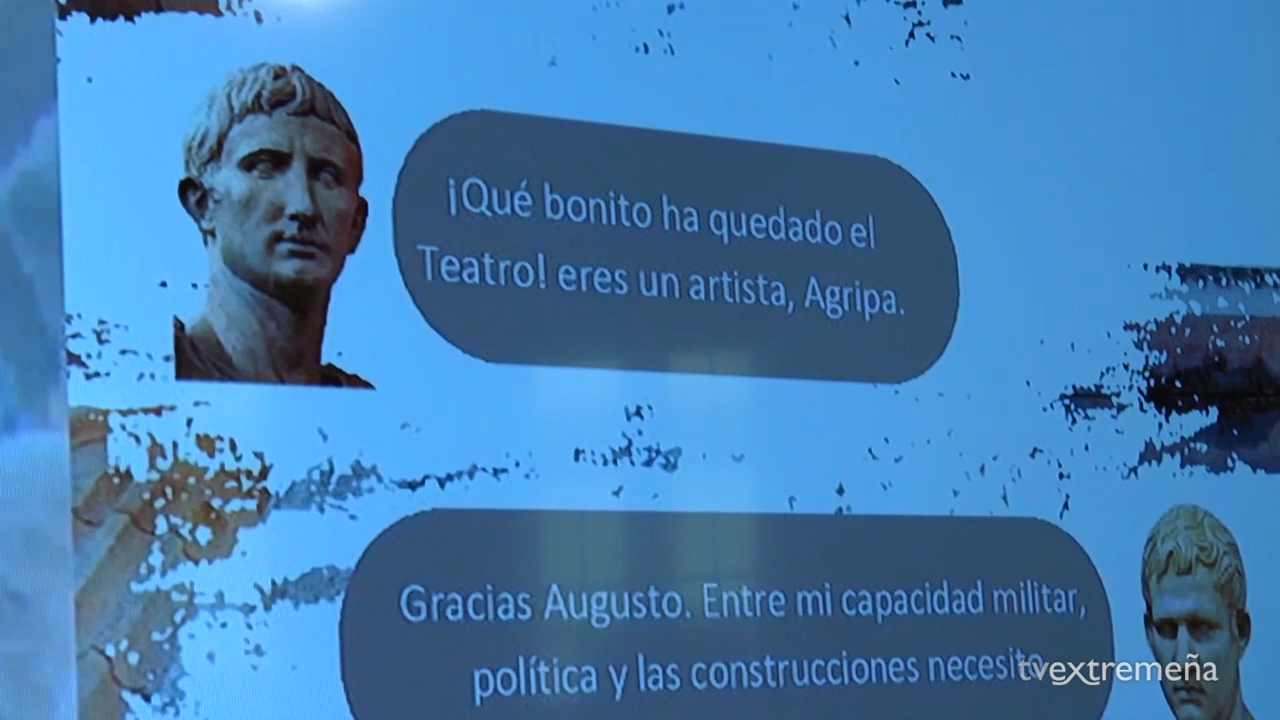 ¡Qué bonito ha quedado el
Teatro! eres un artista, Agripa.
Gracias Augusto. Entre mi capacidad militar,
política y las construcciones necesito
tvextremeña